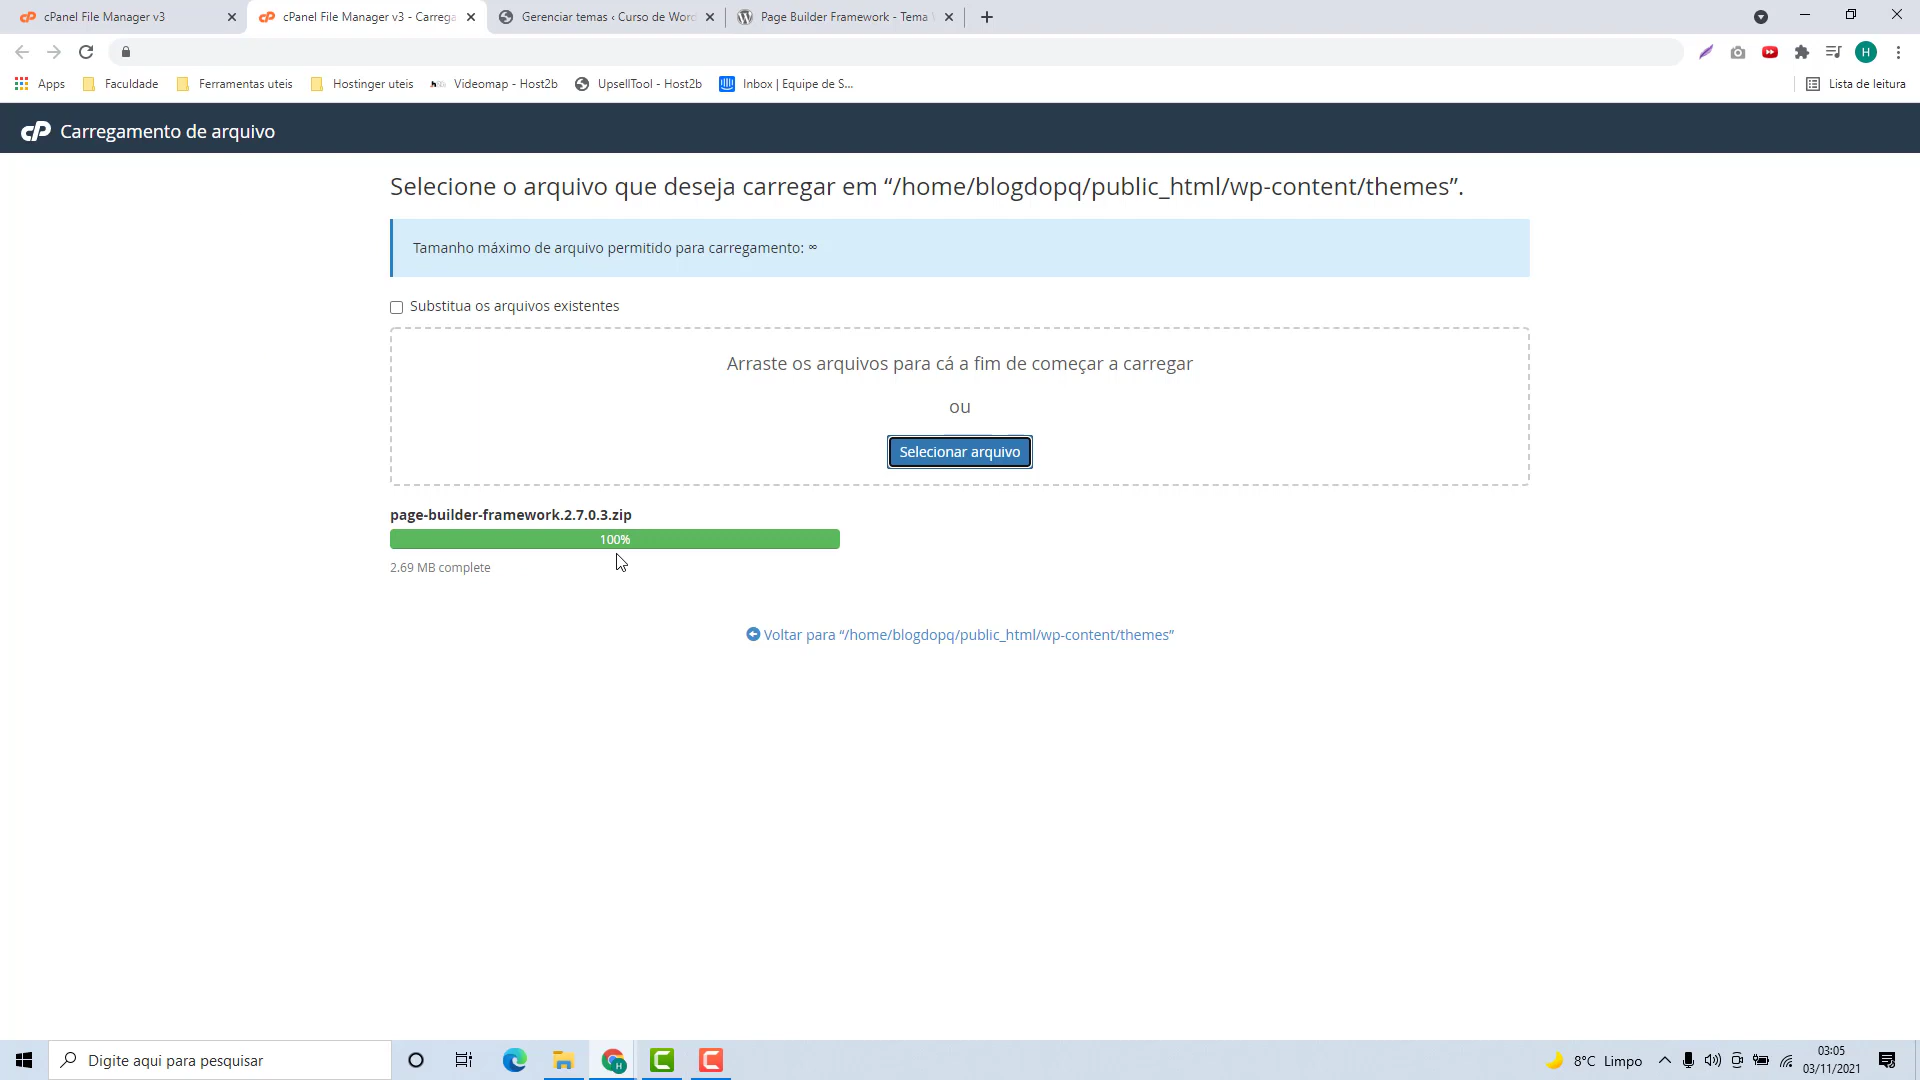 cPanel File Manager v3
cPanel File Manager v3 - Carrega
Gerenciar temas ‹ Curso de Word
Page Builder Framework - Tema
Apps
Faculdade
Ferramentas uteis
Hostinger uteis
Videomap - Host2b
UpsellTool - Host2b
Inbox | Equipe de S...
Lista de leitura
cP Carregamento de arquivo
Selecione o arquivo que deseja carregar em “/home/blogdopq/public_html/wp-content/themes”.
Tamanho máximo de arquivo permitido para carregamento: ∞
Substitua os arquivos existentes
Arraste os arquivos para cá a fim de começar a carregar
ou
Selecionar arquivo
page-builder-framework.2.7.0.3.zip
100%
2.69 MB complete
Voltar para “/home/blogdopq/public_html/wp-content/themes”
Digite aqui para pesquisar
8°C Limpo
03:05
03/11/2021